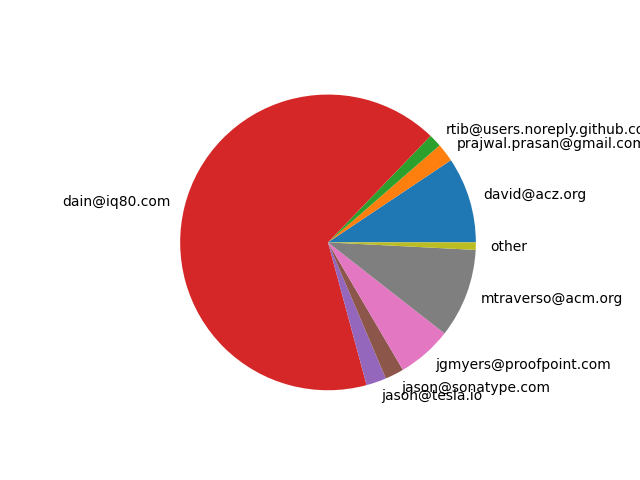 rtib@users.noreply.github.co
prajwal.prasan@gmail.com
david@acz.org
dain@iq80.com
other
mtraverso@acm.org
jgmyers@proofpoint.com
jason@sonatype.com
jason@tesla.io